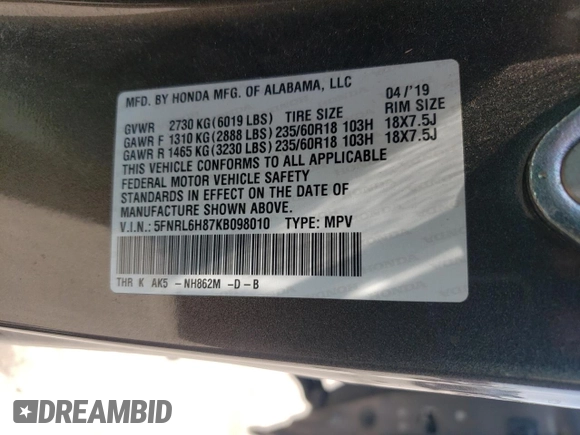 MFD. BY HONDA MFG. OF ALABAMA, LLC 04/'19
GVWR 2730 KG (6019 LBS) TIRE SIZE RIM SIZE
GAWR F 1310 KG (2888 LBS) 235/60R18 103H 18X7.5J
GAWR R 1465 KG (3230 LBS) 235/60R18 103H 18X7.5J
THIS VEHICLE CONFORMS TO ALL APPLICABLE
FEDERAL MOTOR VEHICLE SAFETY
STANDARDS IN EFFECT ON THE DATE OF
MANUFACTURE SHOWN ABOVE.
V.I.N.: 5FNRL6H87KB098010 TYPE: MPV
THR K AK5 -NH862M -D-B
DREAMBID